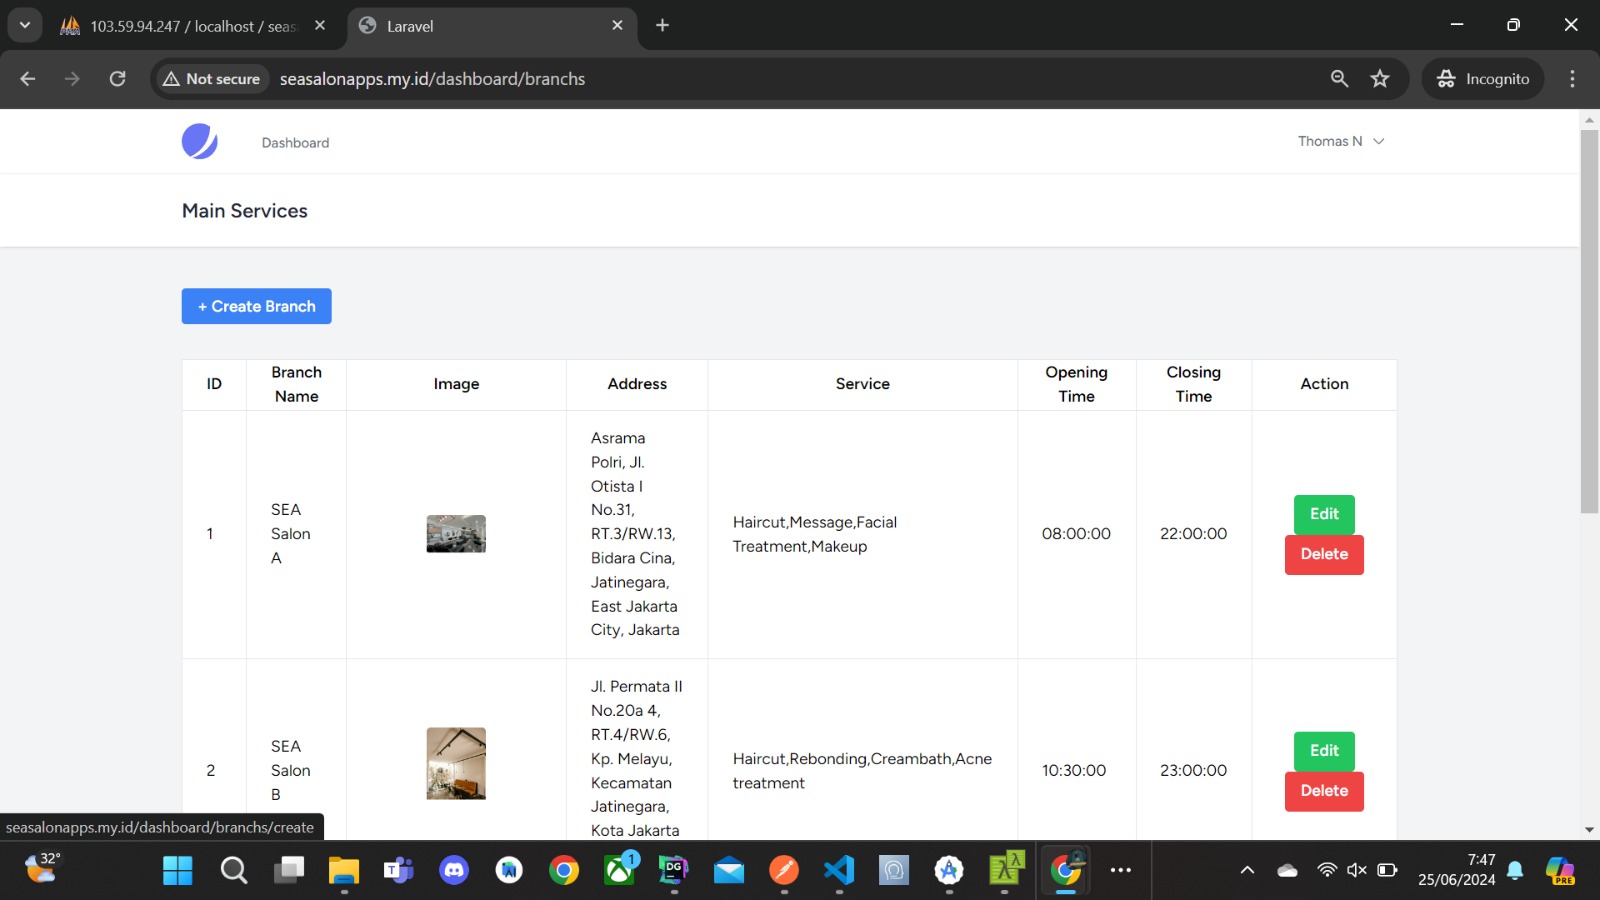 103.59.94.247 / localhost / seas
Laravel
Not secure
seasalonapps.my.id/dashboard/branchs
Incognito
Dashboard
Thomas N
Main Services
+ Create Branch
ID
Branch
Name
Image
Address
Service
Opening
Time
Closing
Time
Action
1
SEA
Salon
A
Asrama
Polri, Jl.
Otista I
No.31,
RT.3/RW.13,
Bidara Cina,
Jatinegara,
East Jakarta
City, Jakarta
Haircut,Message,Facial
Treatment,Makeup
08:00:00
22:00:00
Edit
Delete
2
SEA
Salon
B
Jl. Permata II
No.20a 4,
RT.4/RW.6,
Kp. Melayu,
Kecamatan
Jatinegara,
Kota Jakarta
Haircut,Rebonding,Creambath,Acne
treatment
10:30:00
23:00:00
Edit
Delete
seasalonapps.my.id/dashboard/branchs/create
32°
1
DG
7:47
25/06/2024
PRE